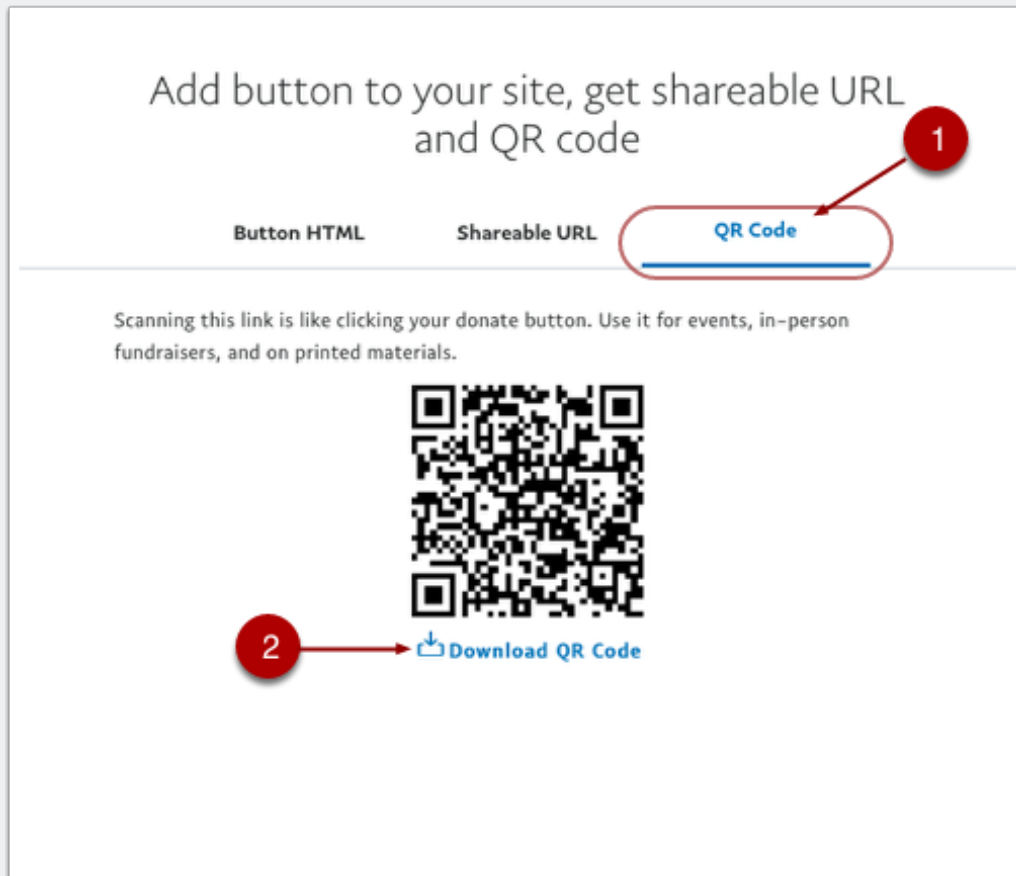 Add button to your site, get shareable URL
and QR code
1
Button HTML
Shareable URL
QR Code
Scanning this link is like clicking your donate button. Use it for events, in-person
fundraisers, and on printed materials.
2
Download QR Code